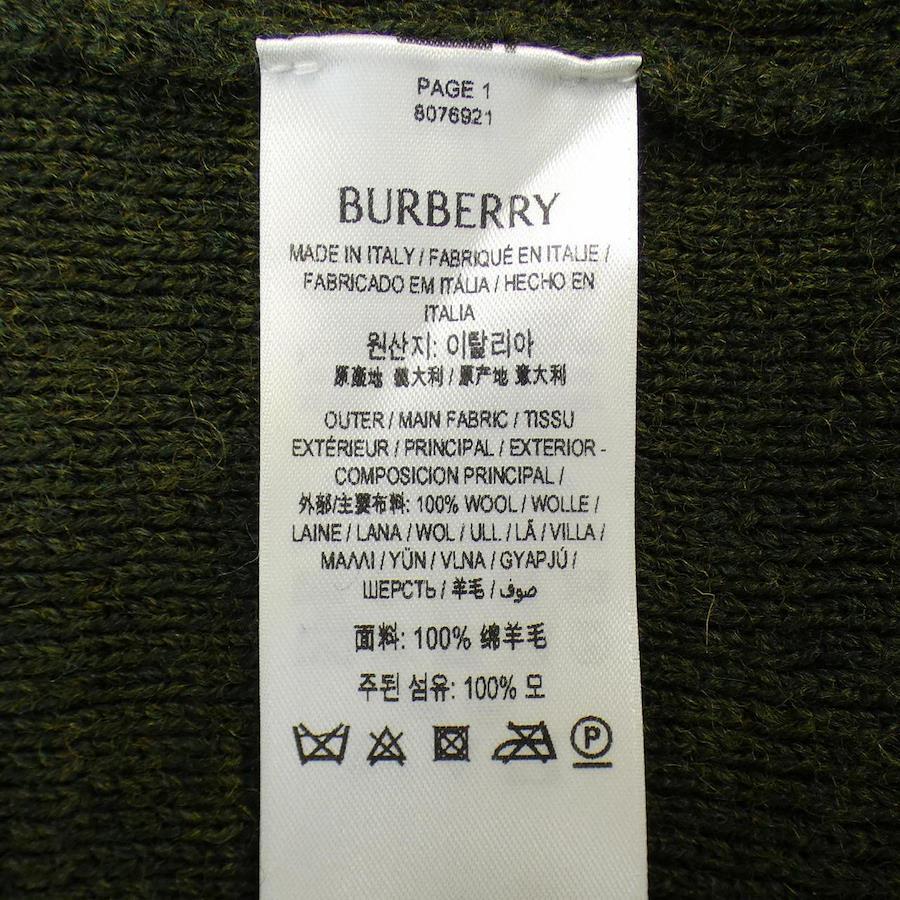 PAGE 1
8076921
BURBERRY
MADE IN ITALY / FABRIQUÉ EN ITALIE /
FABRICADO EM ITÁLIA / HECHO EN
ITALIA
원산지: 이탈리아
原產地 義大利 / 原产地 意大利
OUTER / MAIN FABRIC / TISSU
EXTÉRIEUR / PRINCIPAL / EXTERIOR -
COMPOSICION PRINCIPAL /
外部/主要布料: 100% WOOL / WOLLE /
LAINE / LANA / WOL / ULL / LÃ / VILLA /
ΜΑΛΛΙ / YÜN / VLNA / GYAPJÚ /
ШЕРСТЬ / 羊毛 / صوف
面料: 100% 绵羊毛
주된 섬유: 100% 모
P